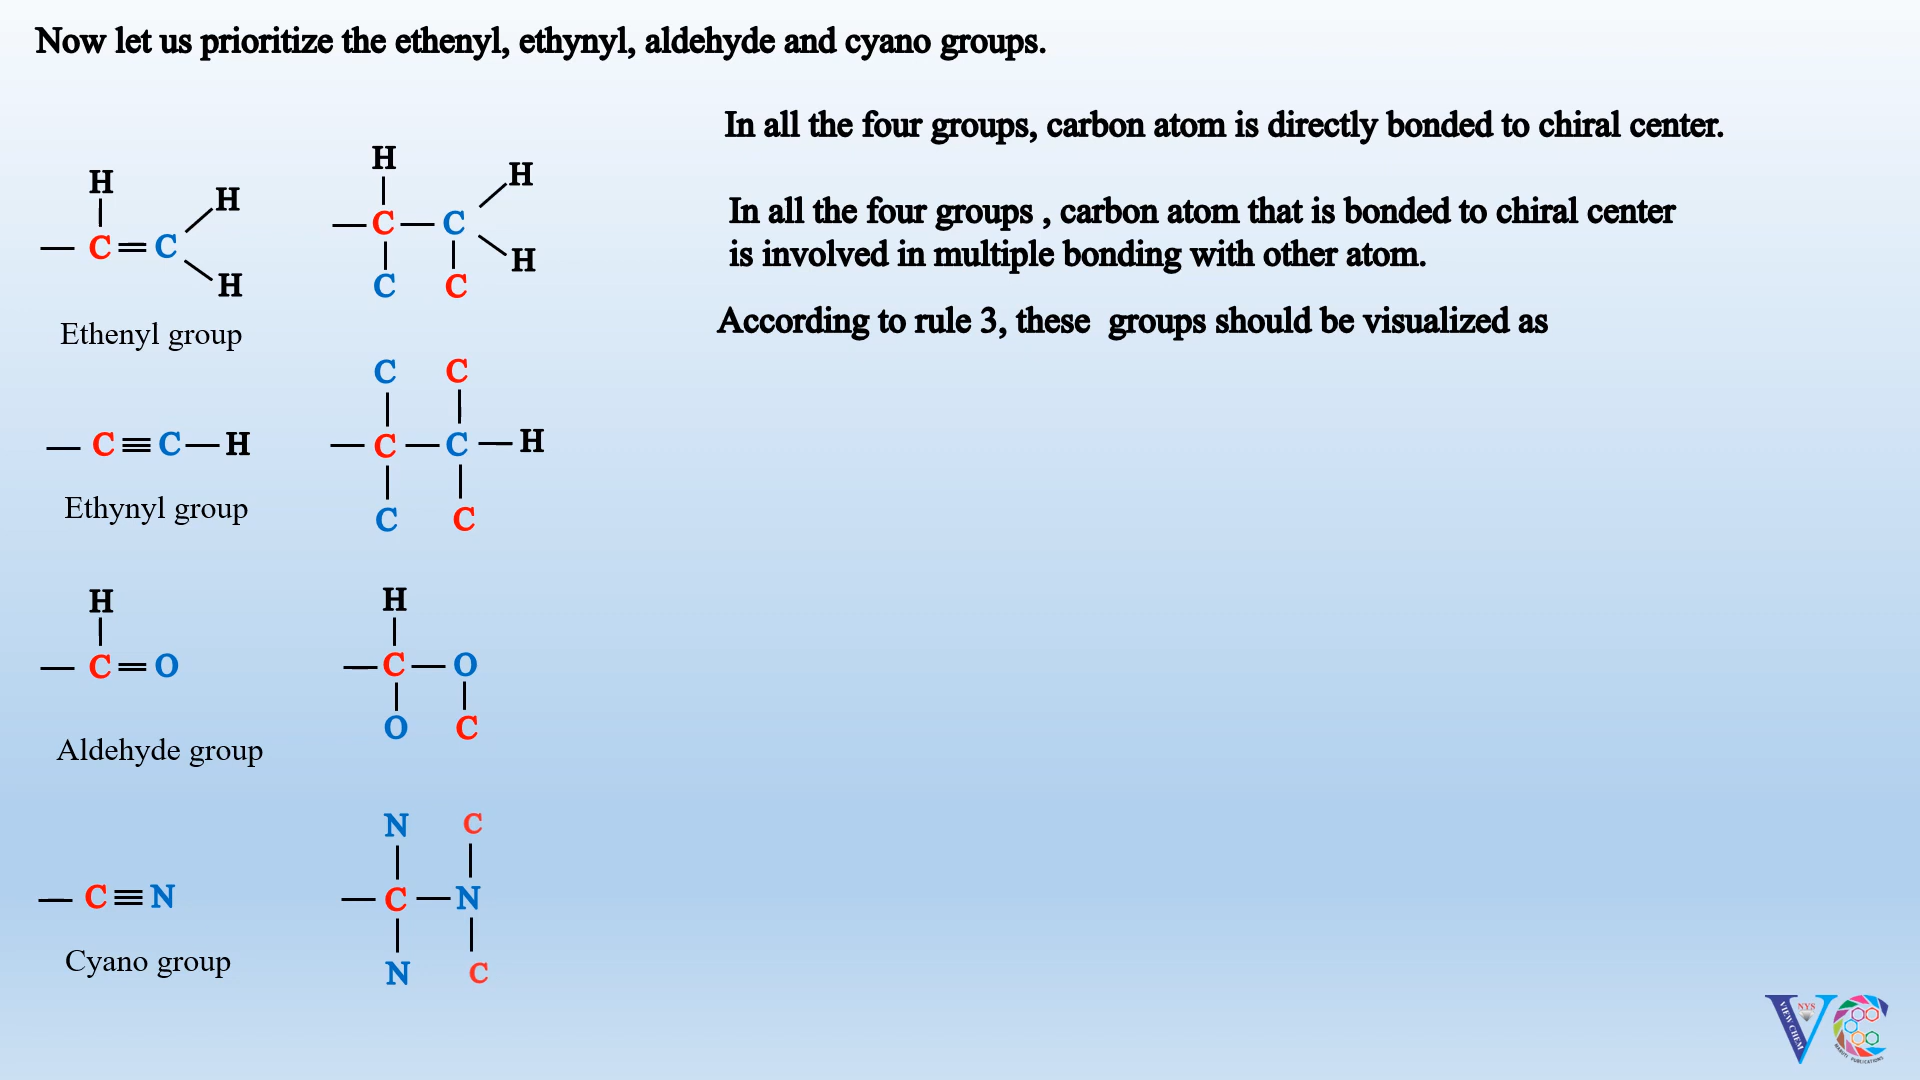 Now let us prioritize the ethenyl, ethynyl, aldehyde and cyano groups.
In all the four groups, carbon atom is directly bonded to chiral center.
In all the four groups , carbon atom that is bonded to chiral center
is involved in multiple bonding with other atom.
According to rule 3, these groups should be visualized as
H
H
— C = C
H
Ethenyl group
H
H
— C — C
H
C C
— C ≡ C — H
Ethynyl group
C C
— C — C — H
C C
H
— C = O
Aldehyde group
H
— C — O
O C
— C ≡ N
Cyano group
N C
— C — N
N C
VIEW CHEM
NYS